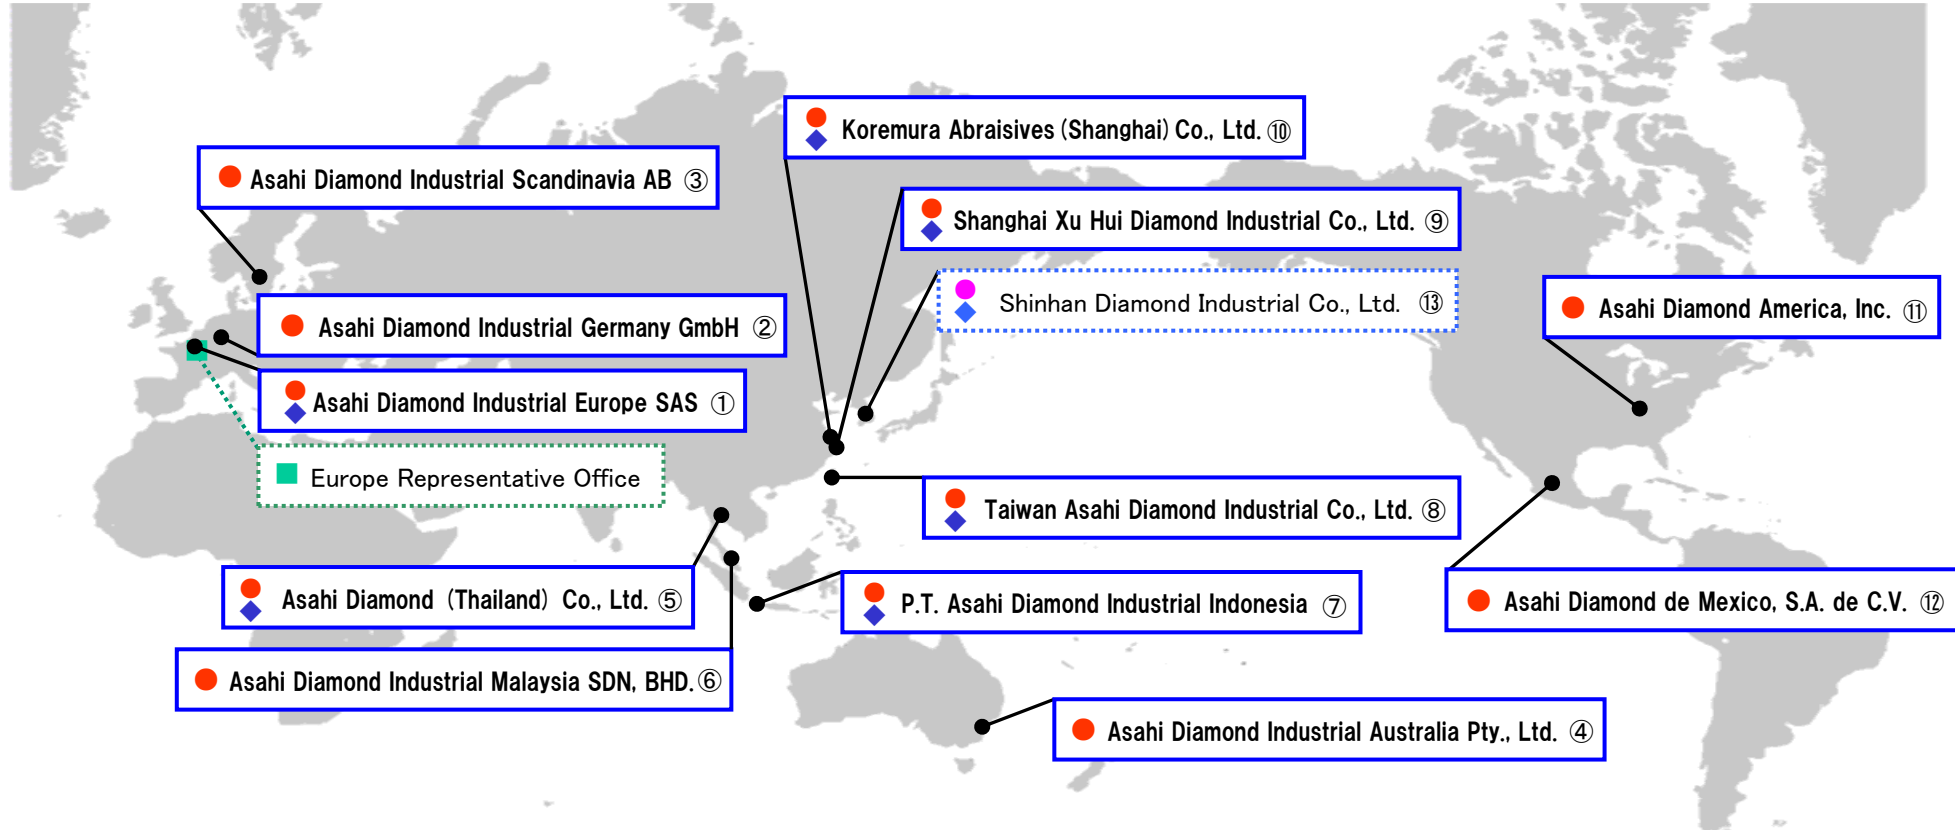 Koremura Abraisives (Shanghai) Co., Ltd. ⑩
Asahi Diamond Industrial Scandinavia AB ③
Shanghai Xu Hui Diamond Industrial Co., Ltd. ⑨
Shinhan Diamond Industrial Co., Ltd. ⑬
Asahi Diamond America, Inc. ⑪
Asahi Diamond Industrial Germany GmbH ②
Asahi Diamond Industrial Europe SAS ①
Europe Representative Office
Taiwan Asahi Diamond Industrial Co., Ltd. ⑧
Asahi Diamond (Thailand) Co., Ltd. ⑤
P.T. Asahi Diamond Industrial Indonesia ⑦
Asahi Diamond de Mexico, S.A. de C.V. ⑫
Asahi Diamond Industrial Malaysia SDN, BHD. ⑥
Asahi Diamond Industrial Australia Pty., Ltd. ④